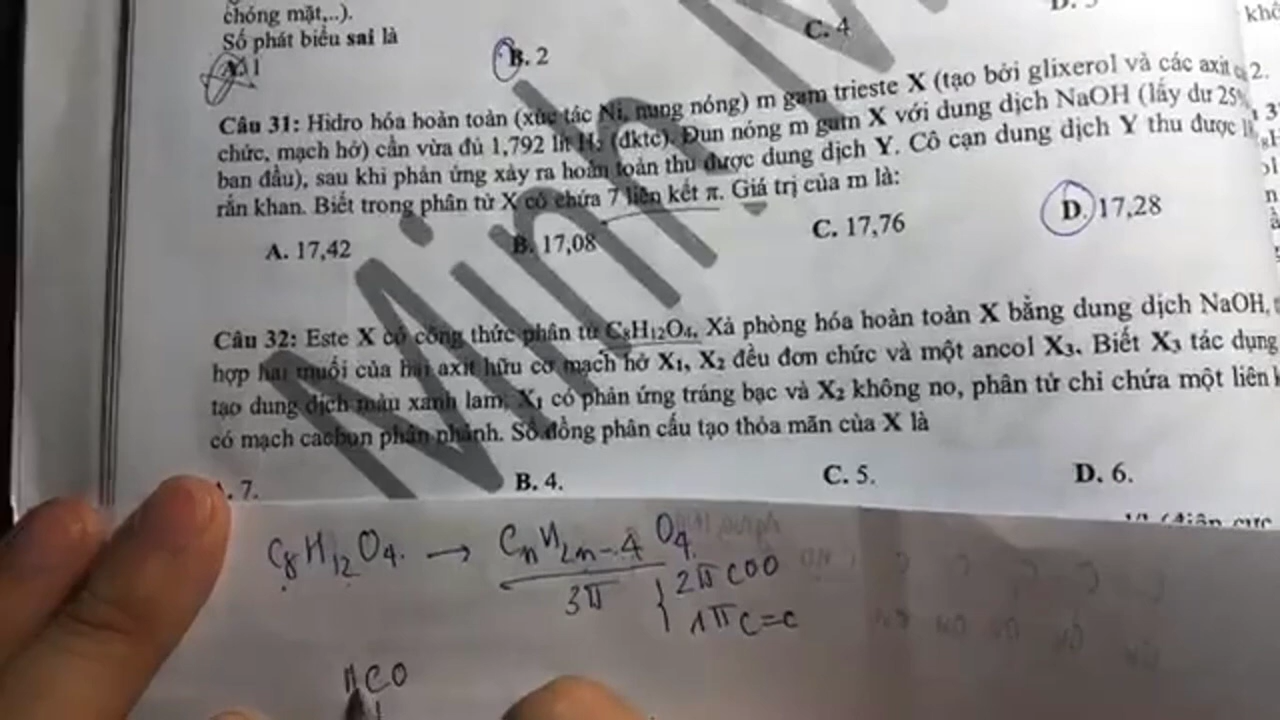 chóng mặt,..).
Số phát biểu sai là
A. 1
B. 2
C. 4
khô
Câu 31: Hidro hóa hoàn toàn (xúc tác Ni, nung nóng) m gam trieste X (tạo bởi glixerol và các axit
2.
chức, mạch hở) cần vừa đủ 1,792 lít H₂ (đktc). Đun nóng m gam X với dung dịch NaOH (lấy dư 25%
ban đầu), sau khi phản ứng xảy ra hoàn toàn thu được dung dịch Y. Cô cạn dung dịch Y thu được
rắn khan. Biết trong phân tử X có chứa 7 liên kết π. Giá trị của m là:
A. 17,42
B. 17,08
C. 17,76
D. 17,28
Câu 32: Este X có công thức phân tử C₈H₁₂O₄. Xà phòng hóa hoàn toàn X bằng dung dịch NaOH,
hợp hai muối của hai axit hữu cơ mạch hở X₁, X₂ đều đơn chức và một ancol X₃. Biết X₃ tác dụng
tạo dung dịch màu xanh lam, X₁ có phản ứng tráng bạc và X₂ không no, phân tử chỉ chứa một liên k
có mạch cacbon phân nhánh. Số đồng phân cấu tạo thỏa mãn của X là
. 7.
B. 4.
C. 5.
D. 6.
C₈H₁₂O₄. → CnH2n-4 O₄
3π { 2π COO
1π C=C
HCO
Minh